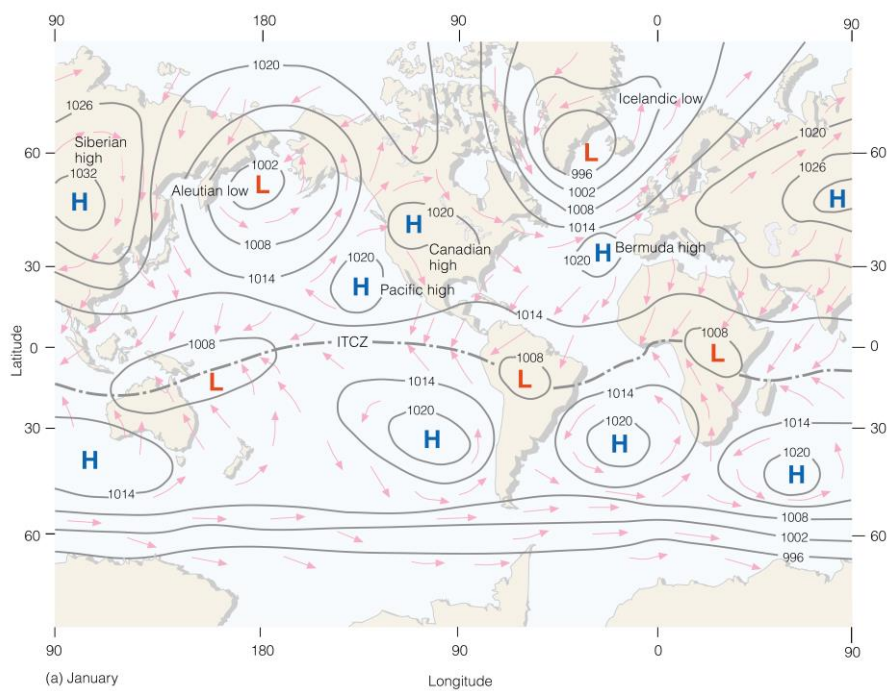 90 180 90 0 90
1020
1026
Icelandic low
Siberian
high
1032
60
1020
60
L
996
1026
1002
L
Aleutian low
H
H
1002
1008
1020
H
1014
Canadian
high
1008
H
Bermuda high
1020
30
1014
1020
H
Pacific high
30
1014
ITCZ
1008
0
1008
L
0
Latitude
L
1008
L
1014
1014
30
1020
H
1020
H
30
H
1014
1020
H
1014
1008
60
1002
60
996
90 180 90 0 90
(a) January
Longitude